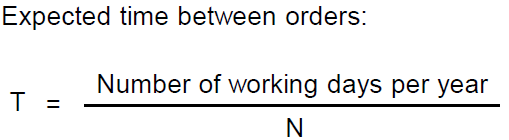 Expected time between orders:
Number of working days per year
T =
N